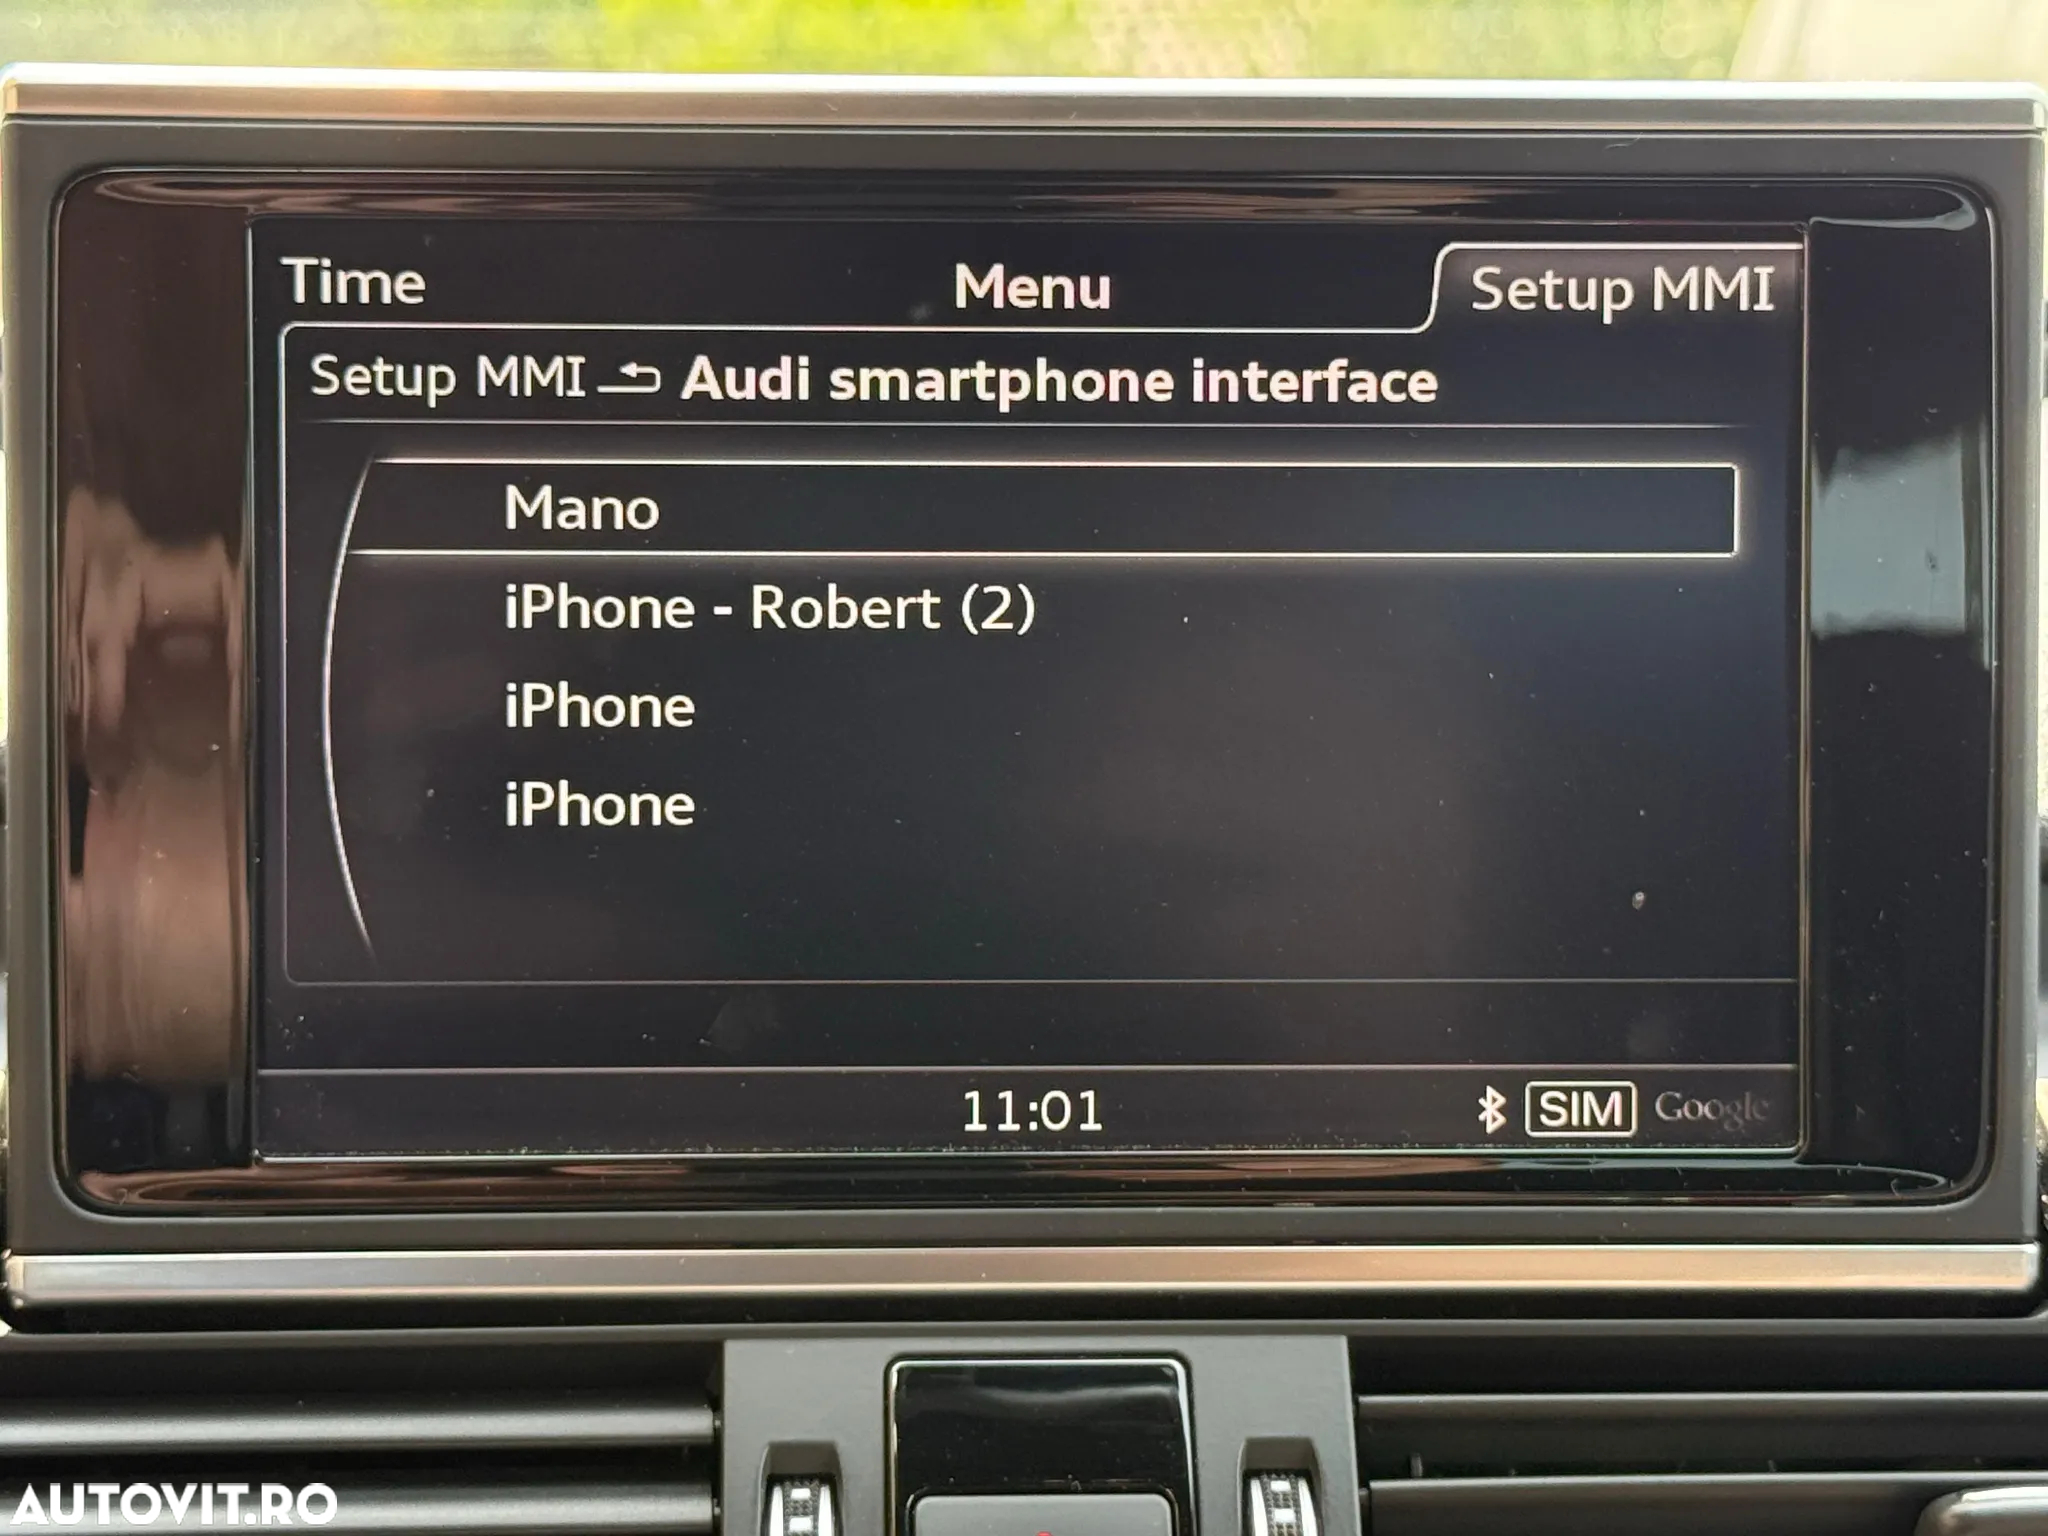 Time
Menu
Setup MMI
Setup MMI Audi smartphone interface
Mano
iPhone - Robert (2)
iPhone
iPhone
11:01
SIM Google
AUTOVIT.RO